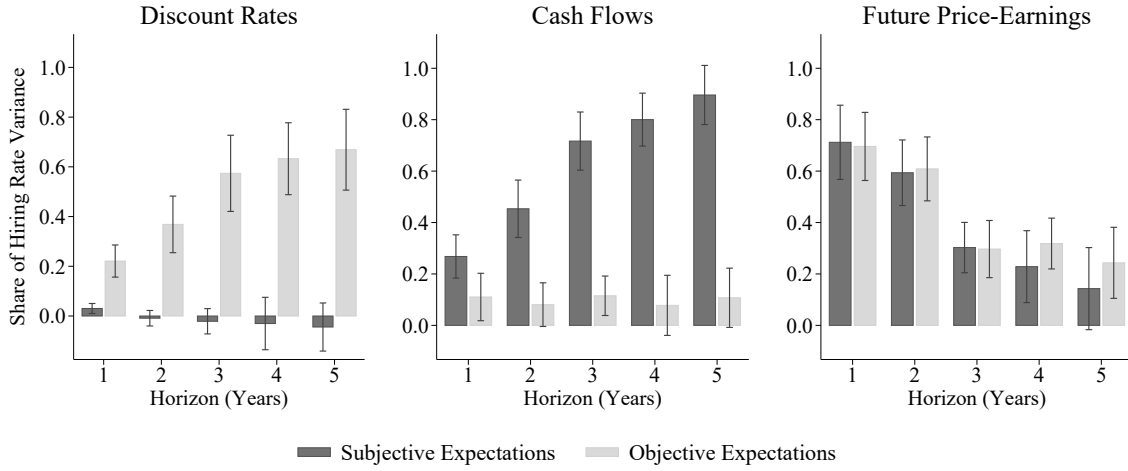 Discount Rates
Cash Flows
Future Price-Earnings
Share of Hiring Rate Variance
1.0
0.8
0.6
0.4
0.2
0.0
1 2 3 4 5
Horizon (Years)
1.0
0.8
0.6
0.4
0.2
0.0
1 2 3 4 5
Horizon (Years)
1.0
0.8
0.6
0.4
0.2
0.0
1 2 3 4 5
Horizon (Years)
Subjective Expectations
Objective Expectations